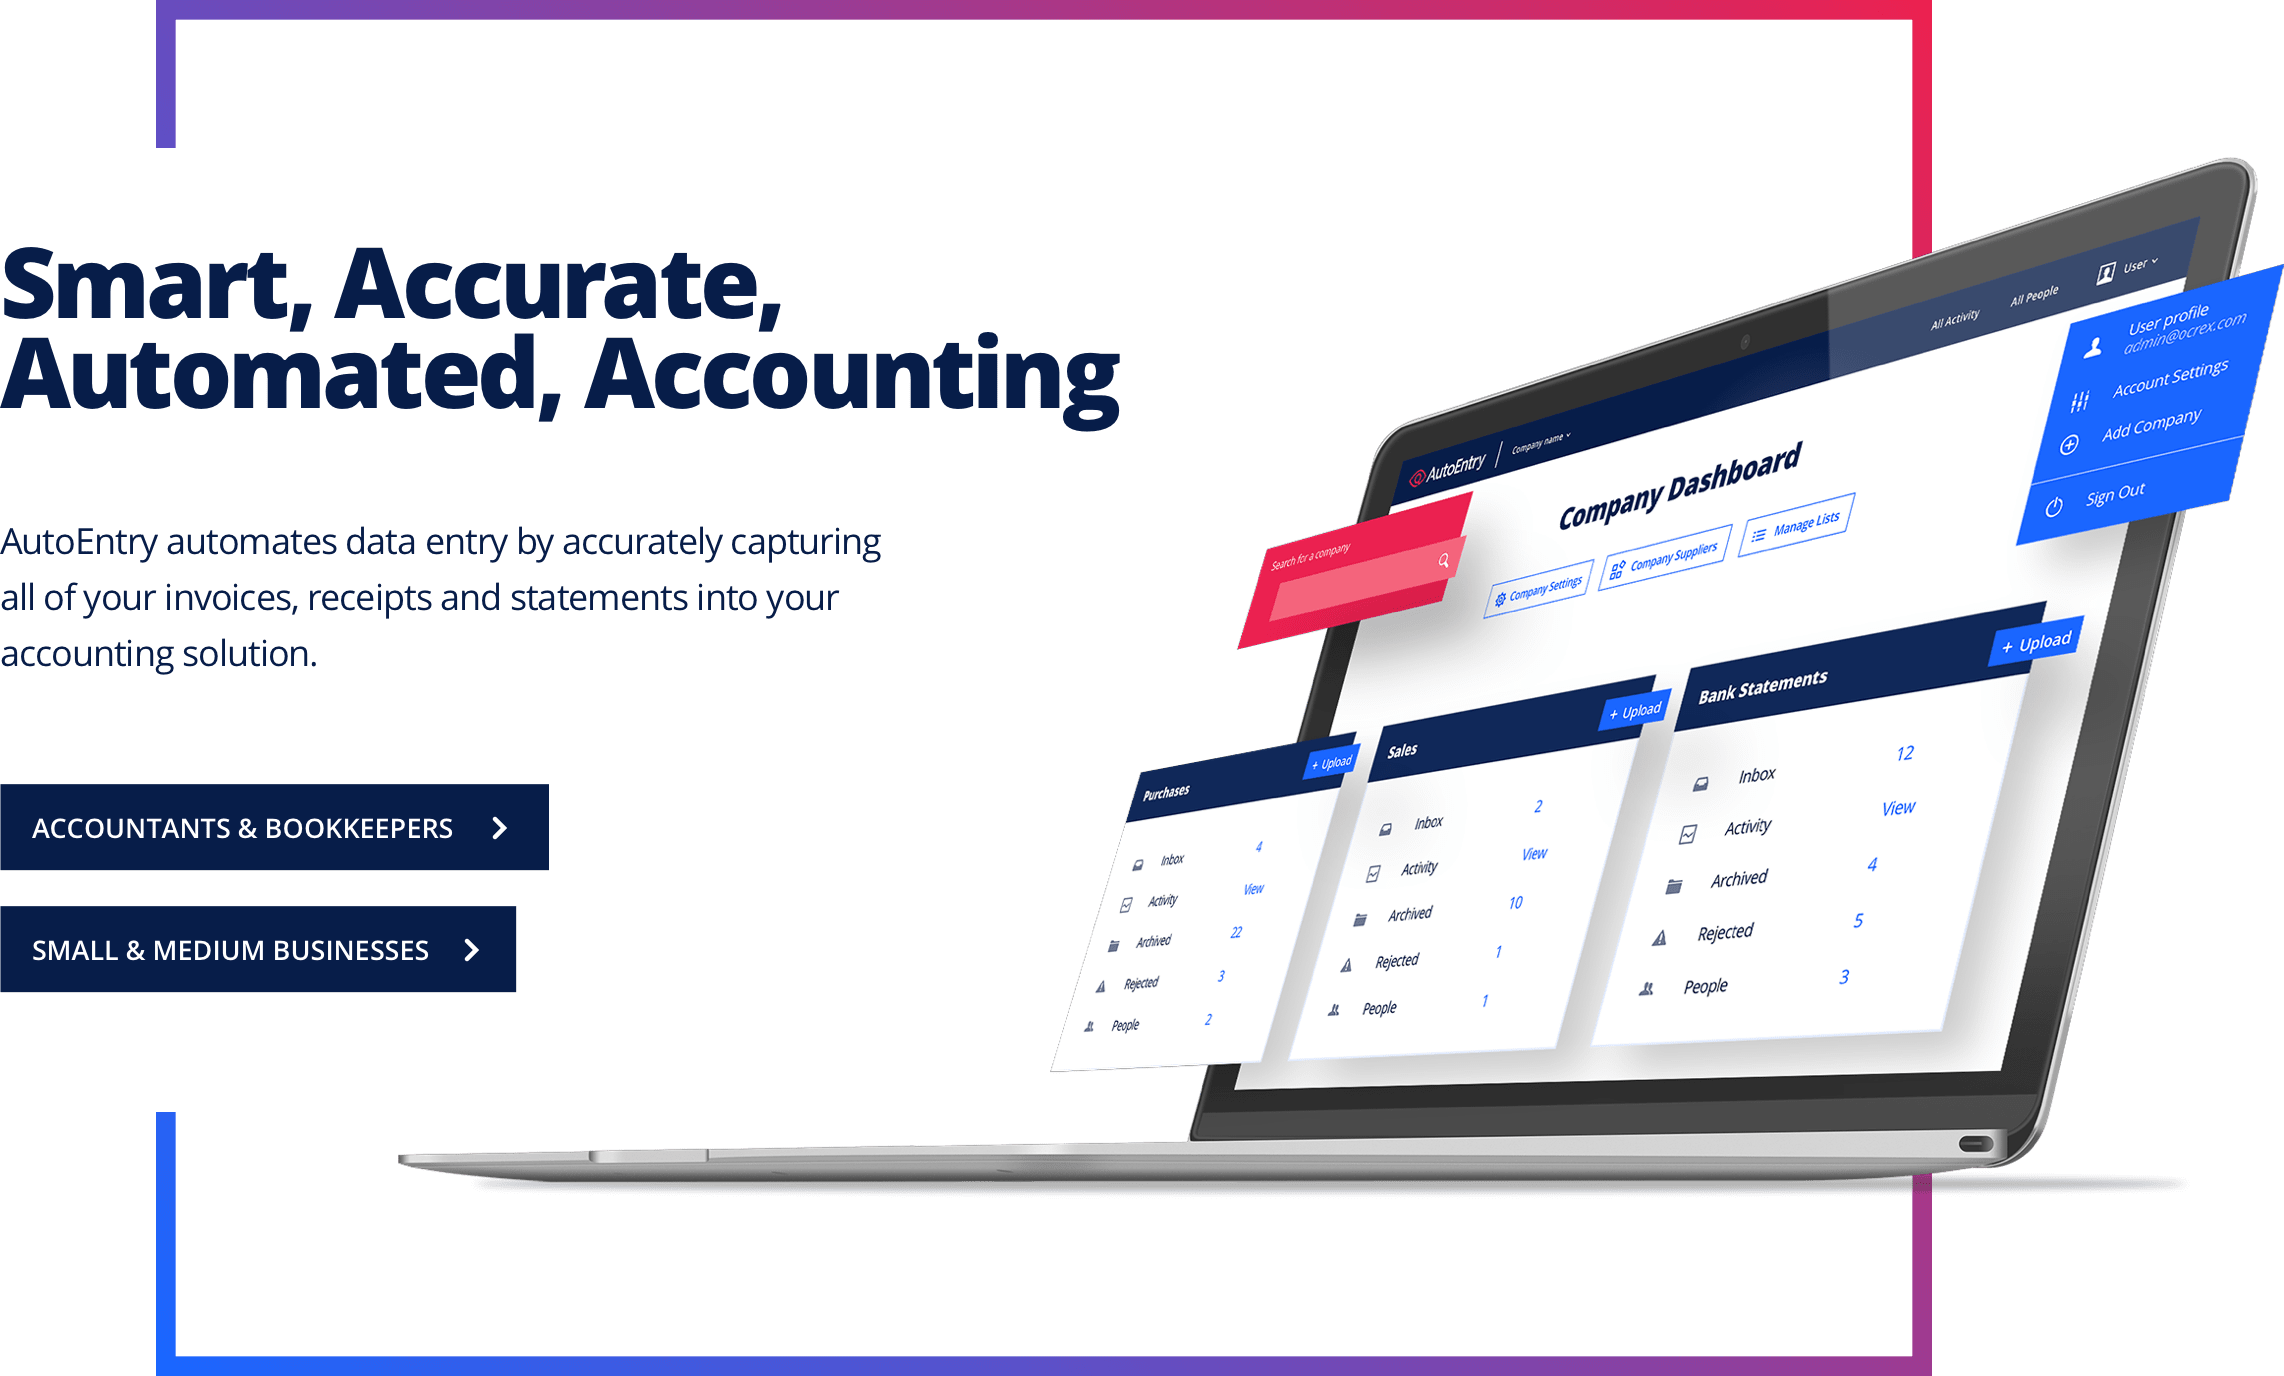 Smart, Accurate,
Automated, Accounting
AutoEntry automates data entry by accurately capturing
all of your invoices, receipts and statements into your
accounting solution.
ACCOUNTANTS & BOOKKEEPERS
SMALL & MEDIUM BUSINESSES
AutoEntry
Company name
All Activity
All People
User
User profile
admin@ocrex.com
Account Settings
Add Company
Sign Out
Search for a company
Company Dashboard
Company Settings
Company Suppliers
Manage Lists
Purchases
+ Upload
Inbox 4
Activity View
Archived 22
Rejected 3
People 2
Sales
+ Upload
Inbox 2
Activity View
Archived 10
Rejected 1
People 1
Bank Statements
+ Upload
Inbox 12
Activity View
Archived 4
Rejected 5
People 3